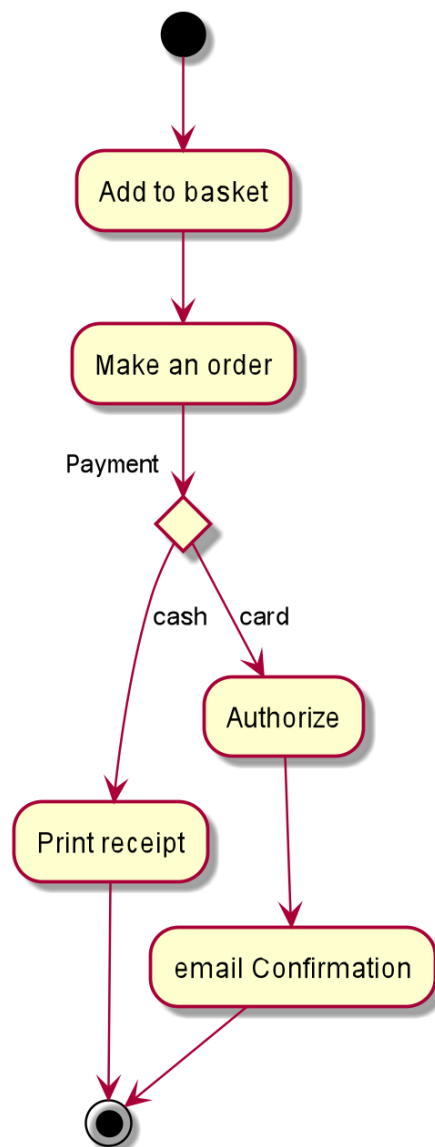 Add to basket
Make an order
Payment
cash
card
Authorize
Print receipt
email Confirmation